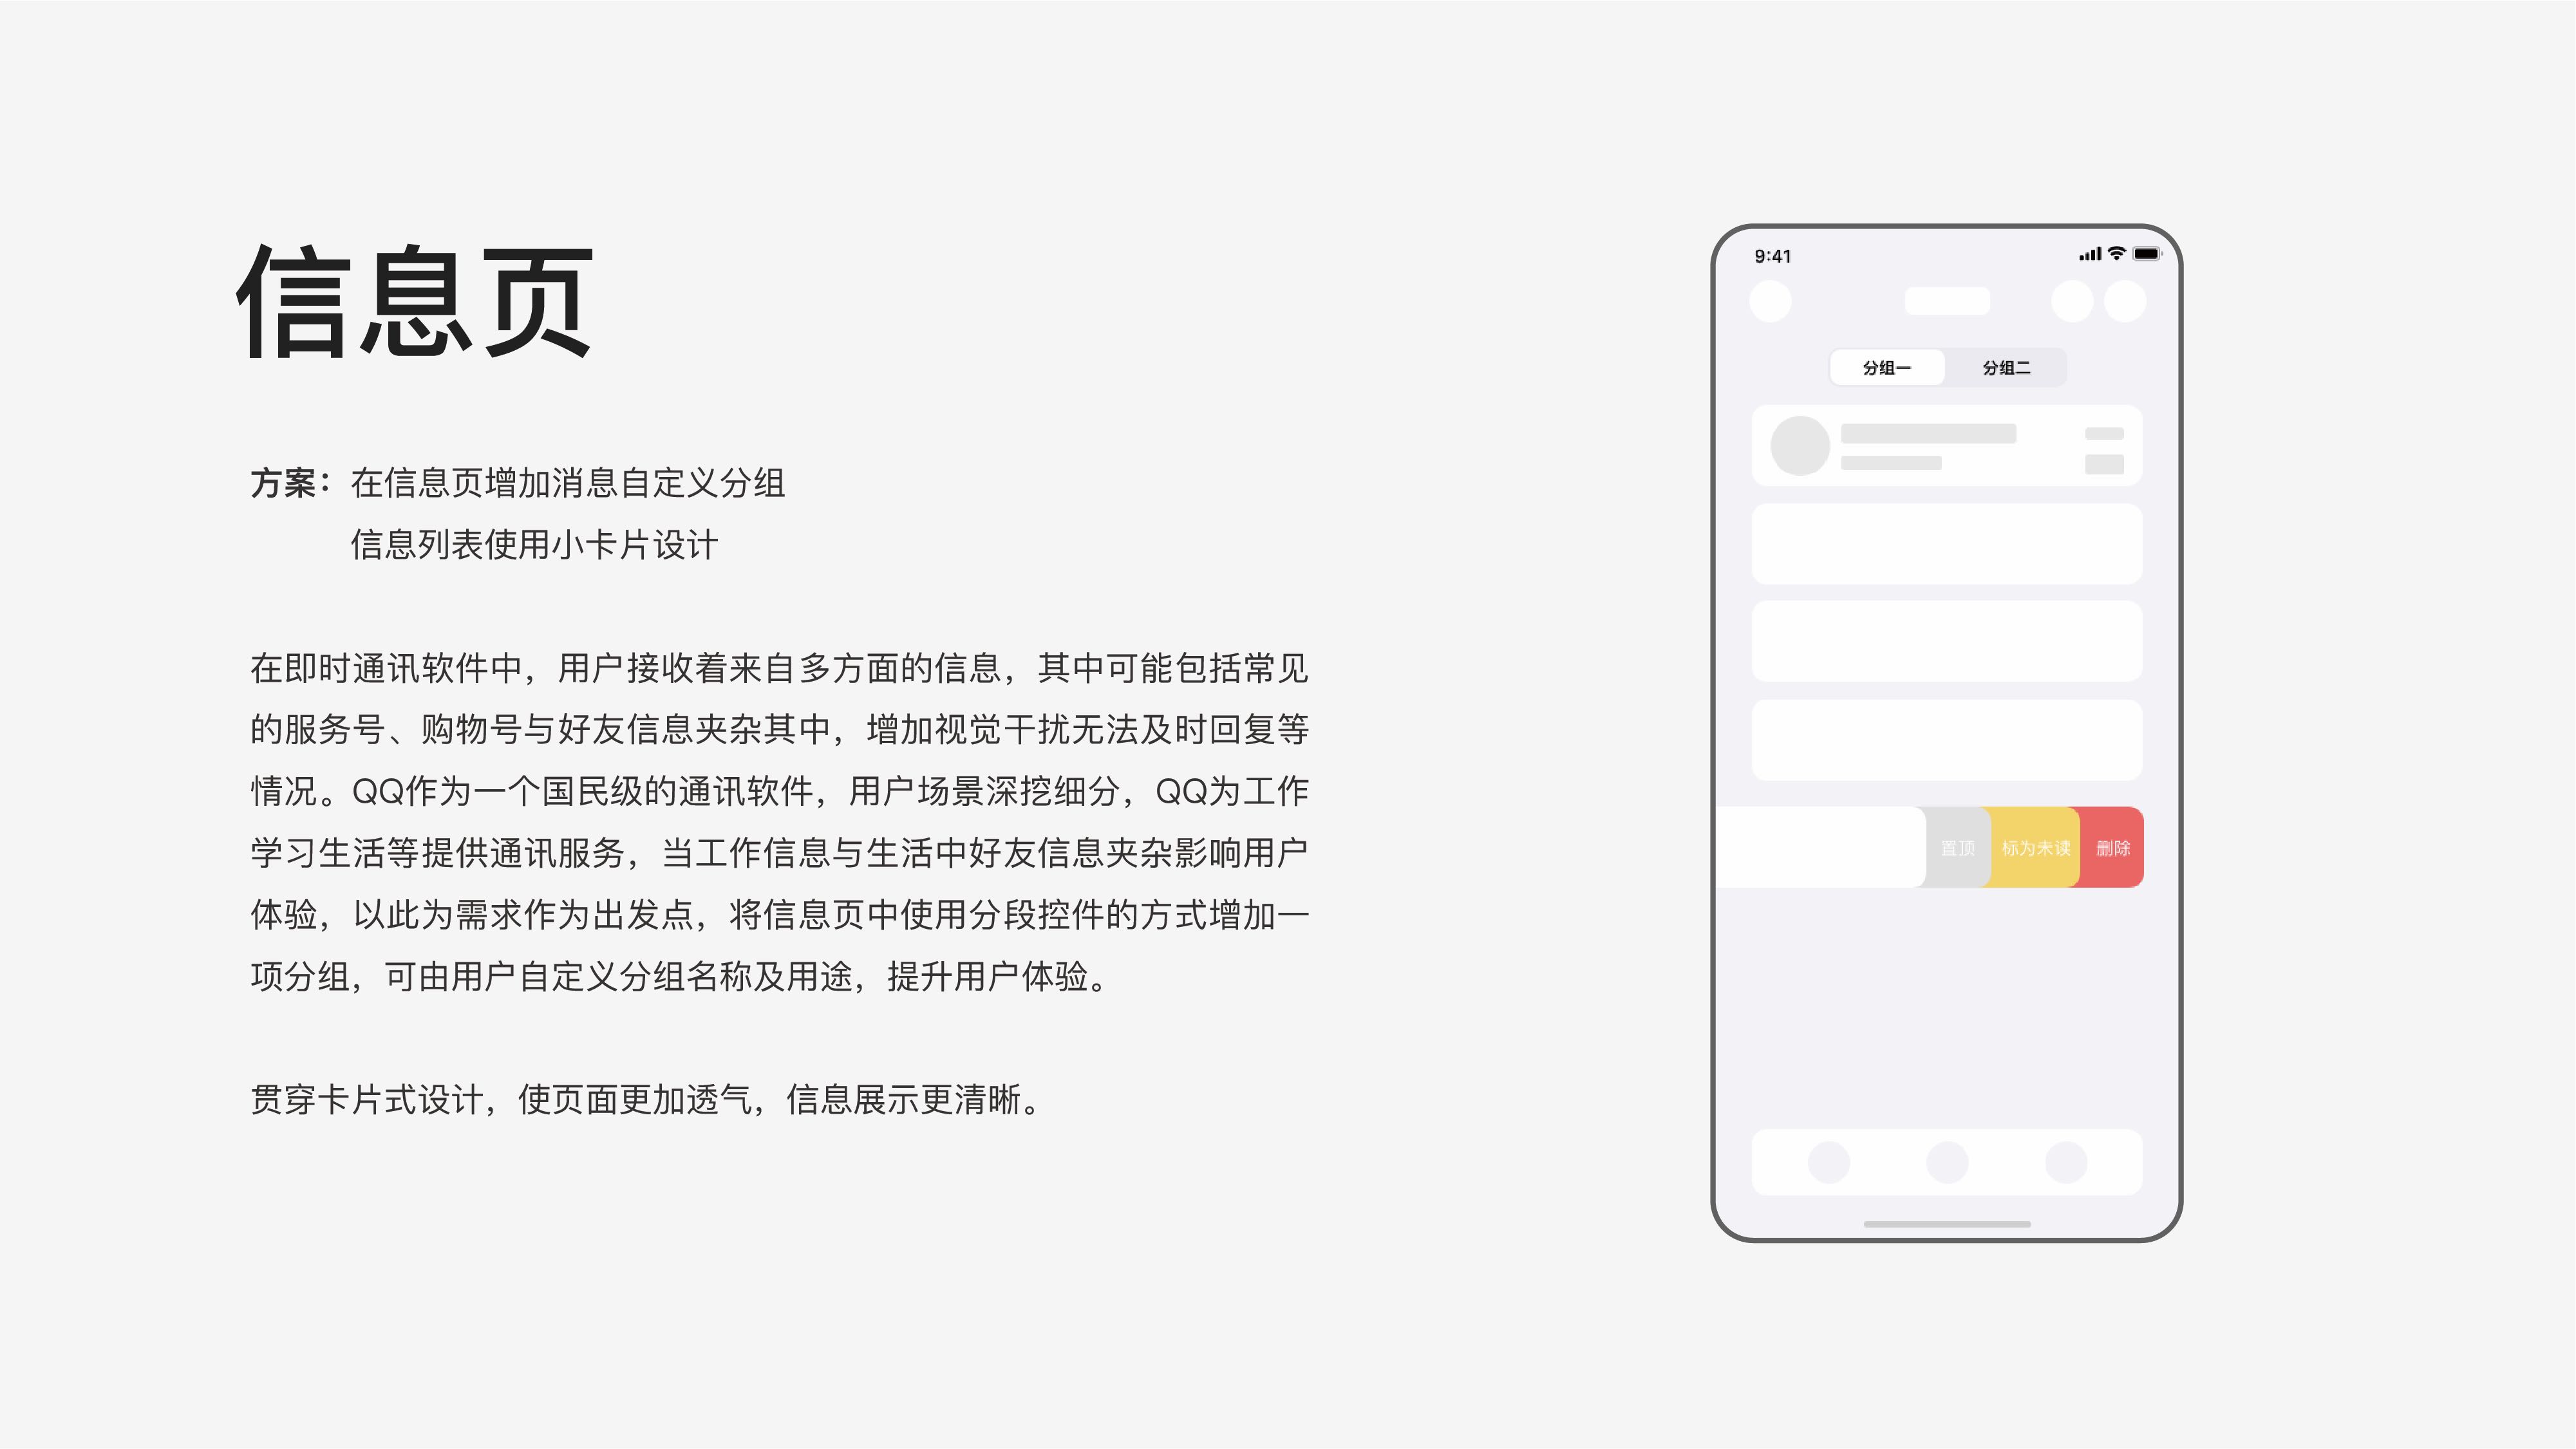 信息页
方案：在信息页增加消息自定义分组
信息列表使用小卡片设计
在即时通讯软件中，用户接收着来自多方面的信息，其中可能包括常见
的服务号、购物号与好友信息夹杂其中，增加视觉干扰无法及时回复等
情况。QQ作为一个国民级的通讯软件，用户场景深挖细分，QQ为工作
学习生活等提供通讯服务，当工作信息与生活中好友信息夹杂影响用户
体验，以此为需求作为出发点，将信息页中使用分段控件的方式增加一
项分组，可由用户自定义分组名称及用途，提升用户体验。
贯穿卡片式设计，使页面更加透气，信息展示更清晰。
9:41
分组一 分组二
置顶 标为未读 删除